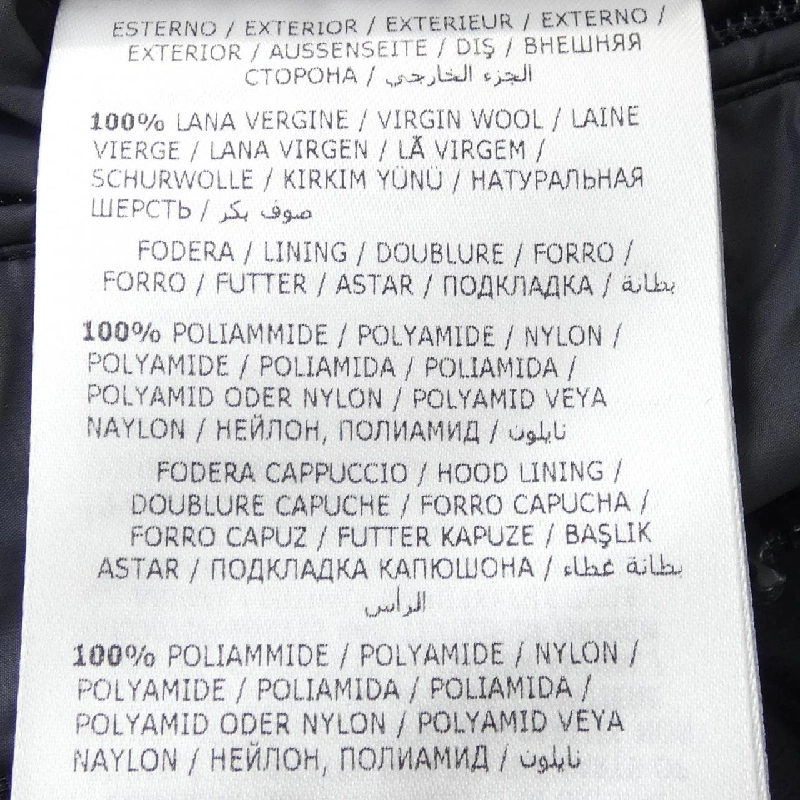 ESTERNO / EXTERIOR / EXTERIEUR / EXTERNO /
EXTERIOR / AUSSENSEITE / DIŞ / ВНЕШНЯЯ
СТОРОНА / الجزء الخارجي
100% LANA VERGINE / VIRGIN WOOL / LAINE
VIERGE / LANA VIRGEN / LÃ VIRGEM /
SCHURWOLLE / KIRKIM YÜNÜ / НАТУРАЛЬНАЯ
ШЕРСТЬ / صوف بكر
FODERA / LINING / DOUBLURE / FORRO /
FORRO / FUTTER / ASTAR / ПОДКЛАДКА / بطانة
100% POLIAMMIDE / POLYAMIDE / NYLON /
POLYAMIDE / POLIAMIDA / POLIAMIDA /
POLYAMID ODER NYLON / POLYAMID VEYA
NAYLON / НЕЙЛОН, ПОЛИАМИД / نايلون
FODERA CAPPUCCIO / HOOD LINING /
DOUBLURE CAPUCHE / FORRO CAPUCHA /
FORRO CAPUZ / FUTTER KAPUZE / BAŞLIK
ASTAR / ПОДКЛАДКА КАПЮШОНА / بطانة غطاء
الرأس
100% POLIAMMIDE / POLYAMIDE / NYLON /
POLYAMIDE / POLIAMIDA / POLIAMIDA /
POLYAMID ODER NYLON / POLYAMID VEYA
NAYLON / НЕЙЛОН, ПОЛИАМИД / نايلون